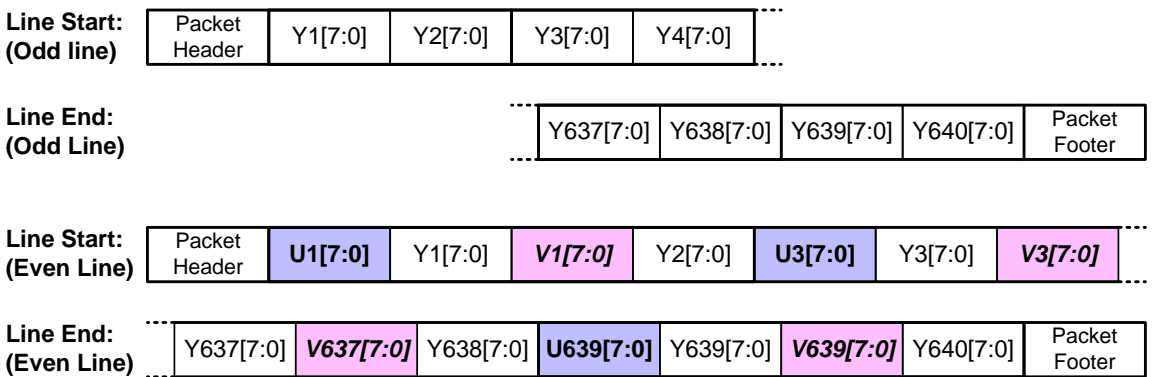 Line Start:
(Odd line)
Packet
Header
Y1[7:0]
Y2[7:0]
Y3[7:0]
Y4[7:0]
Line End:
(Odd Line)
Y637[7:0]
Y638[7:0]
Y639[7:0]
Y640[7:0]
Packet
Footer
Line Start:
(Even Line)
Packet
Header
U1[7:0]
Y1[7:0]
V1[7:0]
Y2[7:0]
U3[7:0]
Y3[7:0]
V3[7:0]
Line End:
(Even Line)
Y637[7:0]
V637[7:0]
Y638[7:0]
U639[7:0]
Y639[7:0]
V639[7:0]
Y640[7:0]
Packet
Footer